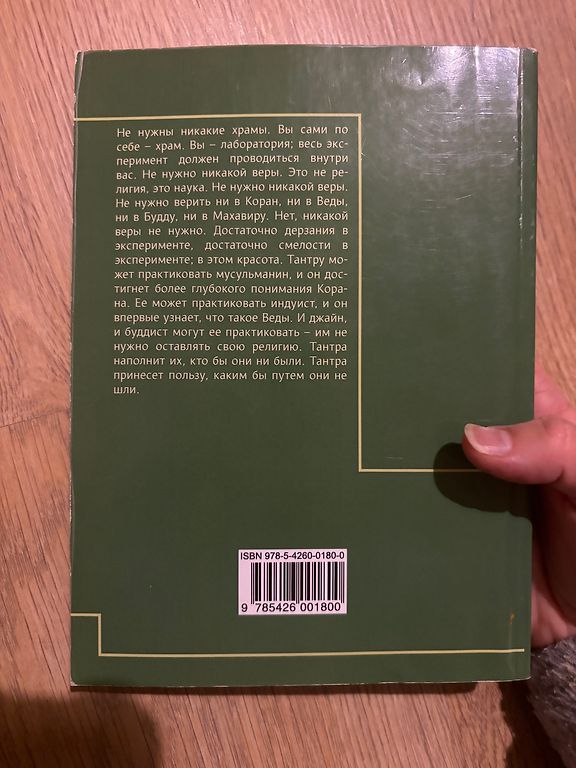 Не нужны никакие храмы. Вы сами по
себе – храм. Вы – лаборатория; весь экс-
перимент должен проводиться внутри
вас. Не нужно никакой веры. Это не ре-
лигия, это наука. Не нужно никакой веры.
Не нужно верить ни в Коран, ни в Веды,
ни в Будду, ни в Махавиру. Нет, никакой
веры не нужно. Достаточно дерзания в
эксперименте, достаточно смелости в
эксперименте; в этом красота. Тантру мо-
жет практиковать мусульманин, и он дос-
тигнет более глубокого понимания Кора-
на. Ее может практиковать индуист, и он
впервые узнает, что такое Веды. И джайн,
и буддист могут ее практиковать – им не
нужно оставлять свою религию. Тантра
наполнит их, кто бы они ни были. Тантра
принесет пользу, каким бы путем они не
шли.
ISBN 978-5-4260-0180-0
9 785426 001800